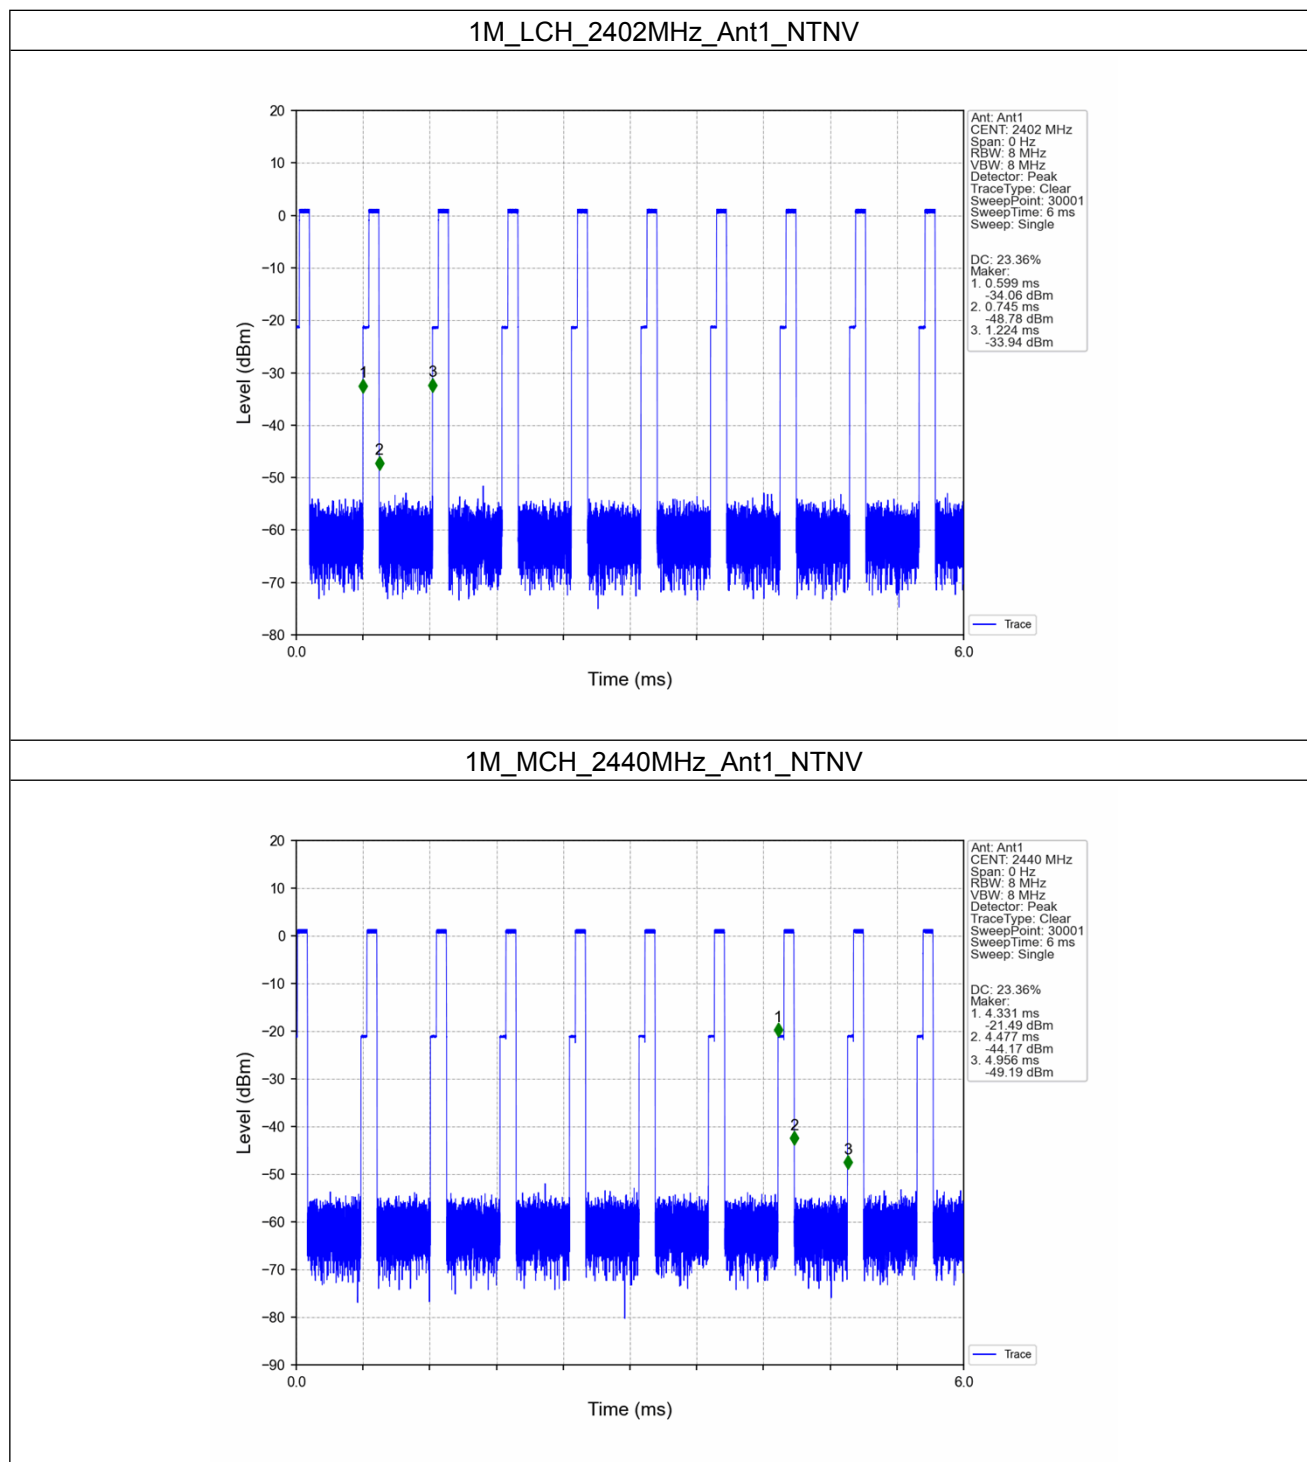 1M_LCH_2402MHz_Ant1_NTNV
20
10
0
−10
−20
−30
−40
−50
−60
−70
−80
Level (dBm)
1
2
3
0.0
6.0
Time (ms)
Ant: Ant1
CENT: 2402 MHz
Span: 0 Hz
RBW: 8 MHz
VBW: 8 MHz
Detector: Peak
TraceType: Clear
SweepPoint: 30001
SweepTime: 6 ms
Sweep: Single
DC: 23.36%
Maker:
1. 0.599 ms
-34.06 dBm
2. 0.745 ms
-48.78 dBm
3. 1.224 ms
-33.94 dBm
Trace
1M_MCH_2440MHz_Ant1_NTNV
20
10
0
−10
−20
−30
−40
−50
−60
−70
−80
−90
Level (dBm)
1
2
3
0.0
6.0
Time (ms)
Ant: Ant1
CENT: 2440 MHz
Span: 0 Hz
RBW: 8 MHz
VBW: 8 MHz
Detector: Peak
TraceType: Clear
SweepPoint: 30001
SweepTime: 6 ms
Sweep: Single
DC: 23.36%
Maker:
1. 4.331 ms
-21.49 dBm
2. 4.477 ms
-44.17 dBm
3. 4.956 ms
-49.19 dBm
Trace